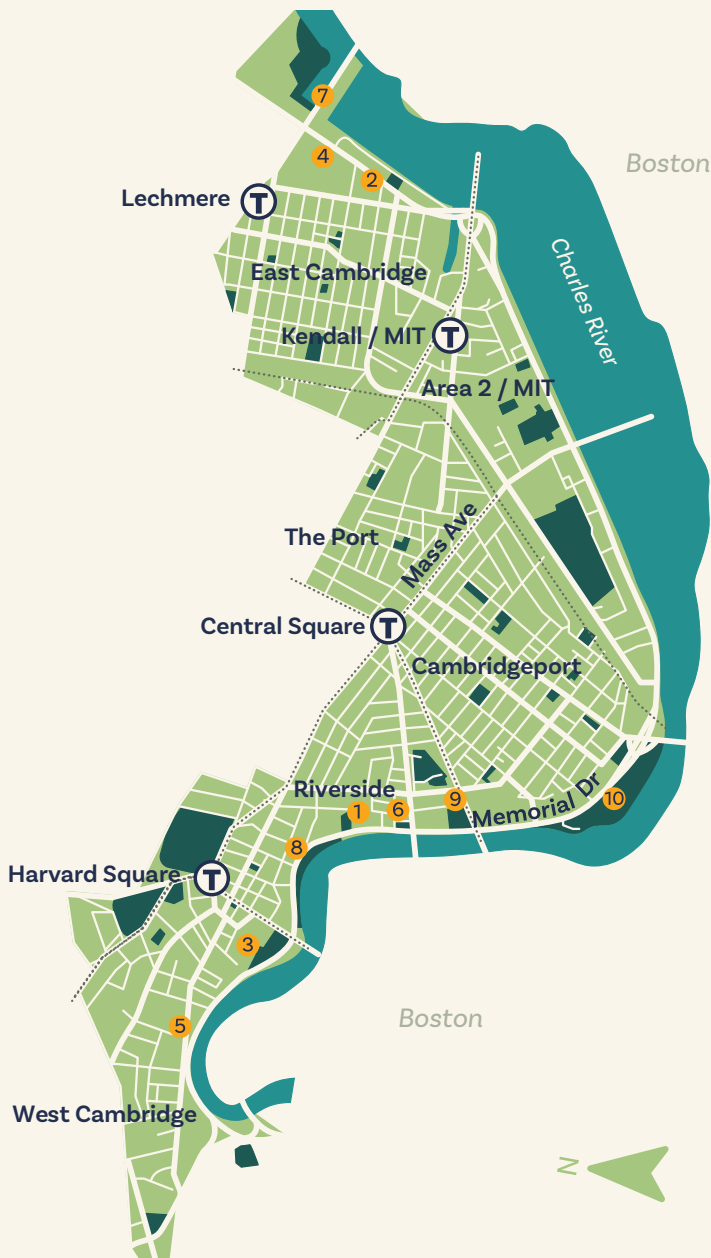 7
Boston
4
2
Lechmere
T
Charles River
East Cambridge
Kendall / MIT
T
Area 2 / MIT
The Port
Mass Ave
Central Square
T
Cambridgeport
Riverside
1
6
9
Memorial Dr
10
8
Harvard Square
T
3
Boston
5
West Cambridge
N